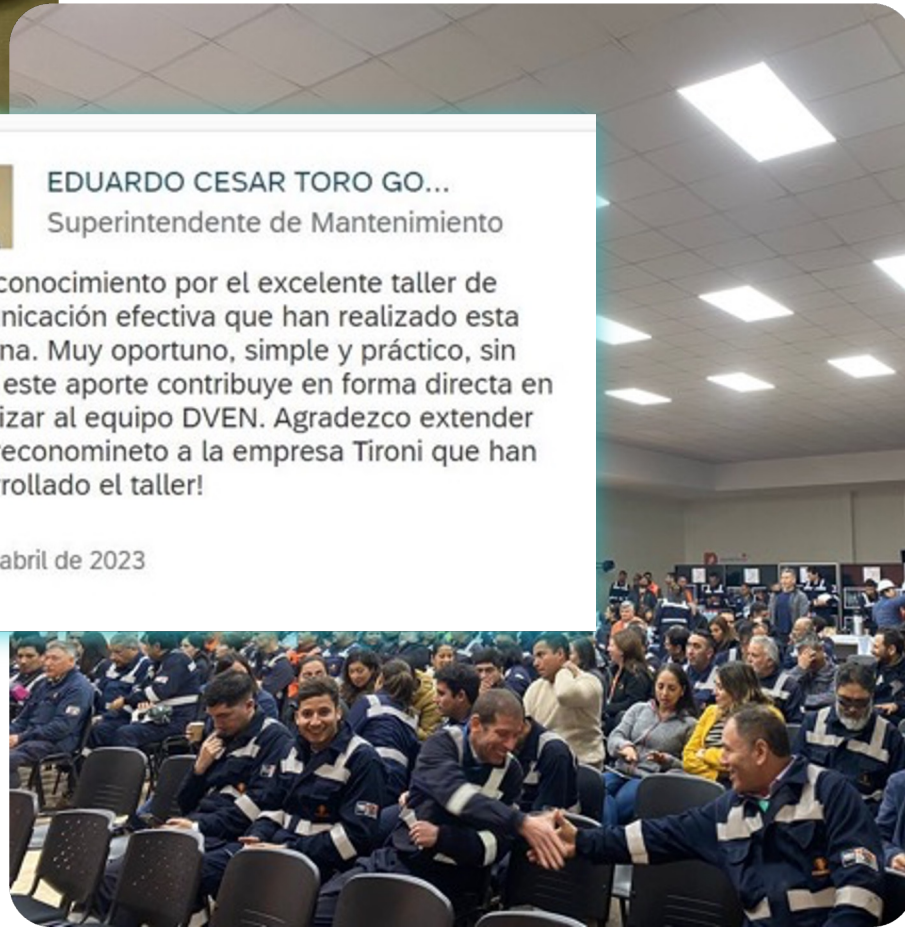 EDUARDO CESAR TORO GO...
Superintendente de Mantenimiento
conocimiento por el excelente taller de
nicación efectiva que han realizado esta
na. Muy oportuno, simple y práctico, sin
este aporte contribuye en forma directa en
izar al equipo DVEN. Agradezco extender
reconomineto a la empresa Tironi que han
rollado el taller!
abril de 2023